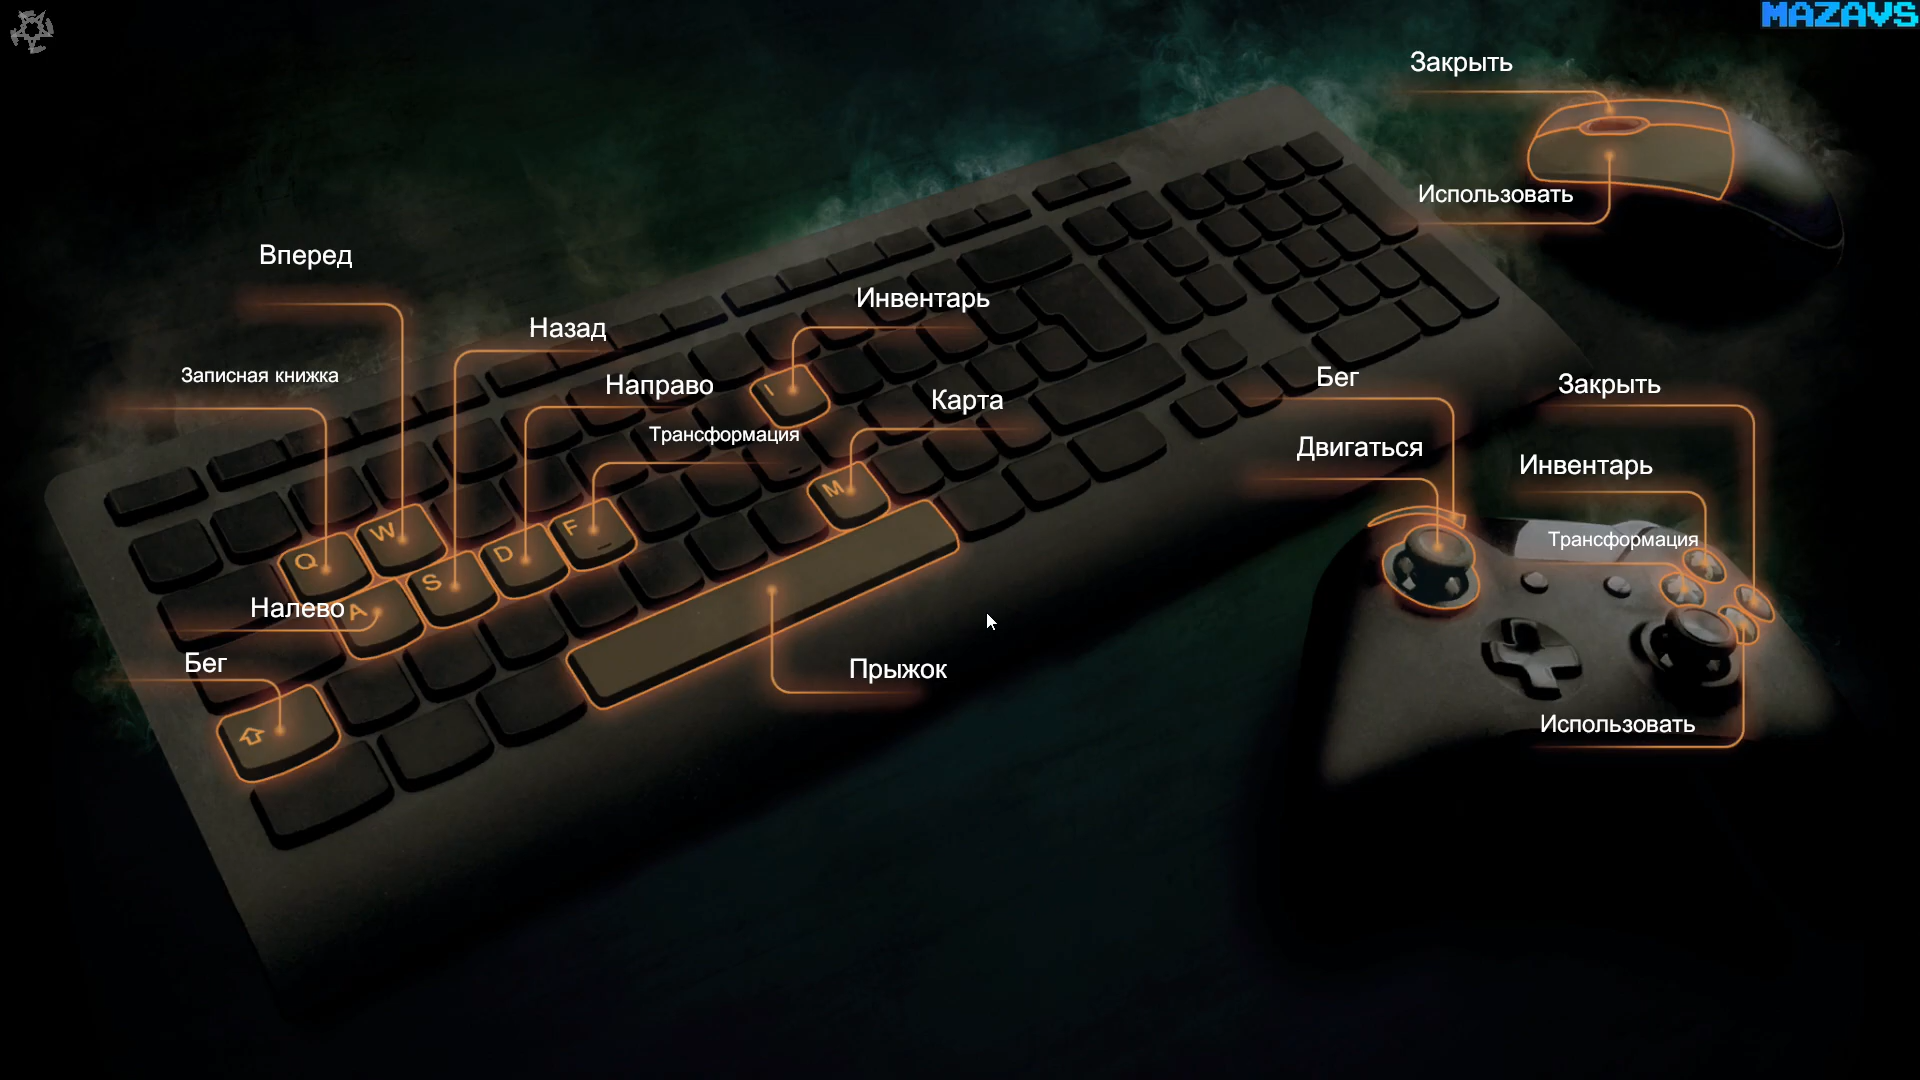 MAZAVS
Закрыть
Использовать
Вперед
Инвентарь
Назад
Записная книжка
Направо
Карта
Трансформация
Бег
Закрыть
Двигаться
Инвентарь
Трансформация
I
M
Q
W
S
D
F
A
Налево
Бег
Прыжок
Использовать